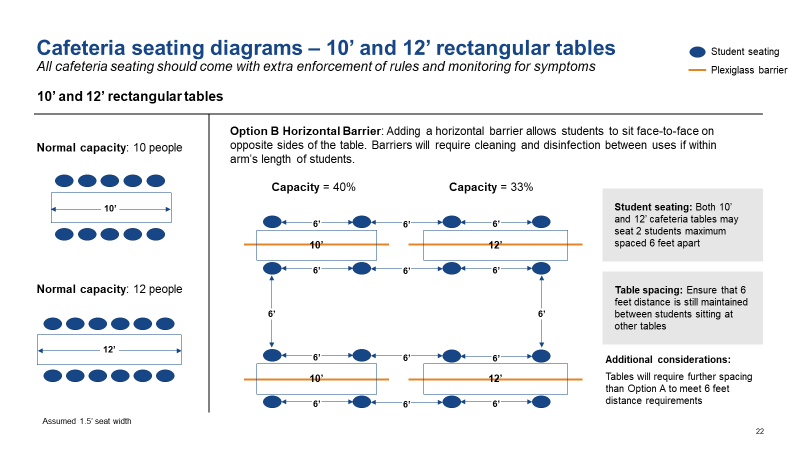 Cafeteria seating diagrams – 10’ and 12’ rectangular tables
All cafeteria seating should come with extra enforcement of rules and monitoring for symptoms
Student seating
Plexiglass barrier
10’ and 12’ rectangular tables
Normal capacity: 10 people
10’
Normal capacity: 12 people
12’
Assumed 1.5’ seat width
Option B Horizontal Barrier: Adding a horizontal barrier allows students to sit face-to-face on
opposite sides of the table. Barriers will require cleaning and disinfection between uses if within
arm’s length of students.
Capacity = 40% Capacity = 33%
6’ 6’ 6’
10’ 12’
6’ 6’ 6’
6’ 6’
6’ 6’ 6’
10’ 12’
6’ 6’ 6’
Student seating: Both 10’
and 12’ cafeteria tables may
seat 2 students maximum
spaced 6 feet apart
Table spacing: Ensure that 6
feet distance is still maintained
between students sitting at
other tables
Additional considerations:
Tables will require further spacing
than Option A to meet 6 feet
distance requirements
22